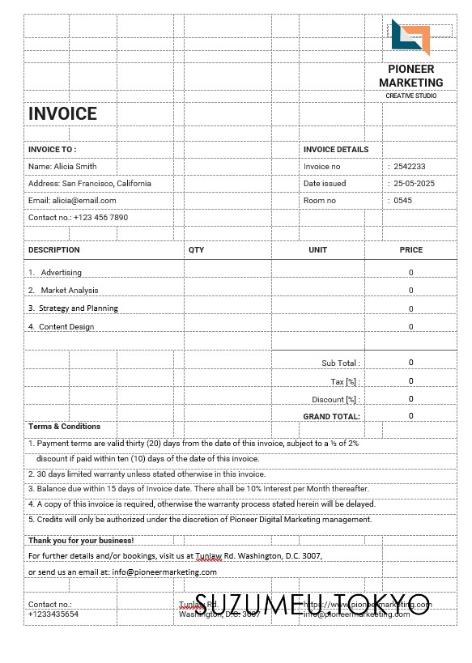 PIONEER
MARKETING
CREATIVE STUDIO
INVOICE
INVOICE TO :
INVOICE DETAILS
Name: Alicia Smith
Invoice no : 2542233
Address: San Francisco, California
Date issued : 25-05-2025
Email: alicia@email.com
Room no : 0545
Contact no.: +123 456 7890
DESCRIPTION QTY UNIT PRICE
1. Advertising 0
2. Market Analysis 0
3. Strategy and Planning 0
4. Content Design 0
Sub Total : 0
Tax [%] : 0
Discount [%] : 0
GRAND TOTAL: 0
Terms & Conditions
1. Payment terms are valid thirty (20) days from the date of this invoice, subject to a ½ of 2%
discount if paid within ten (10) days of the date of this invoice.
2. 30 days limited warranty unless stated otherwise in this invoice.
3. Balance due within 15 days of Invoice date. There shall be 10% Interest per Month thereafter.
4. A copy of this invoice is required, otherwise the warranty process stated herein will be delayed.
5. Credits will only be authorized under the discretion of Pioneer Digital Marketing management.
Thank you for your business!
For further details and/or bookings, visit us at Tunlaw Rd. Washington, D.C. 3007,
or send us an email at: info@pioneermarketing.com
Contact no.: Tunlaw Rd. https://www.pioneermarketing.com
+1233435654 Washington, D.C. 3007 info@pioneermarketing.com
SUZUMEU.TOKYO